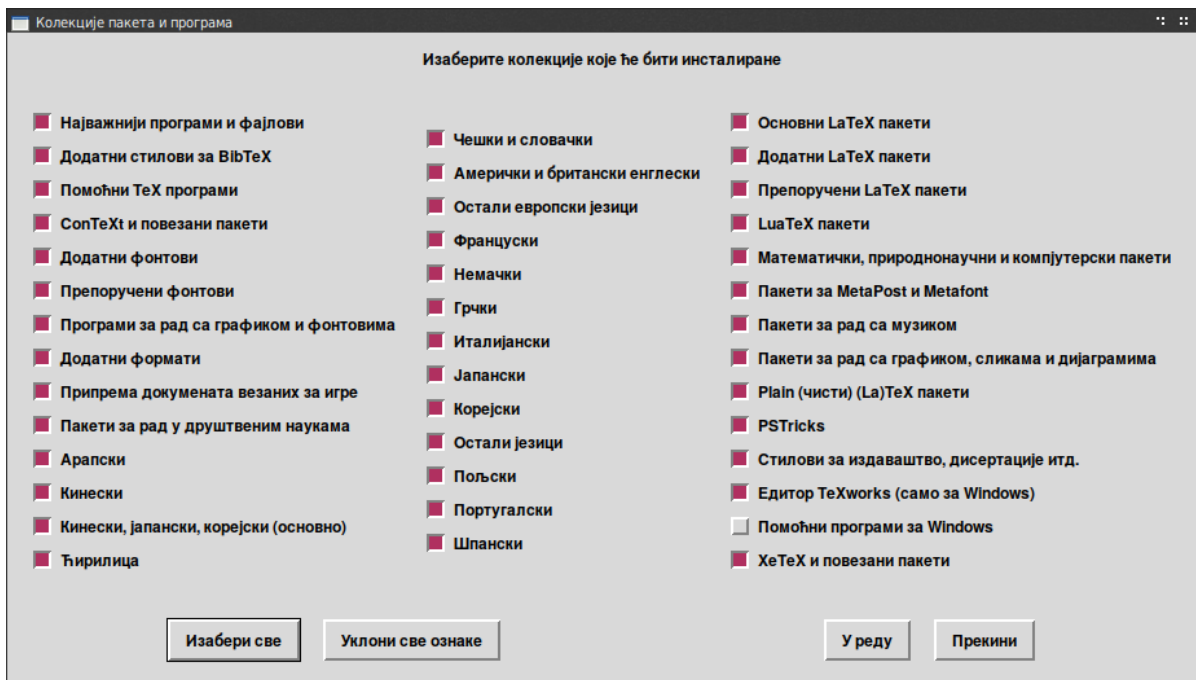 Колекције пакета и програма
Изаберите колекције које ће бити инсталиране
Најважнији програми и фајлови
Додатни стилови за BibTeX
Помоћни TeX програми
ConTeXt и повезани пакети
Додатни фонтови
Препоручени фонтови
Програми за рад са графиком и фонтовима
Додатни формати
Припрема докумената везаних за игре
Пакети за рад у друштвеним наукама
Арапски
Кинески
Кинески, јапански, корејски (основно)
Ћирилица
Чешки и словачки
Амерички и британски енглески
Остали европски језици
Француски
Немачки
Грчки
Италијански
Јапански
Корејски
Остали језици
Пољски
Португалски
Шпански
Основни LaTeX пакети
Додатни LaTeX пакети
Препоручени LaTeX пакети
LuaTeX пакети
Математички, природнонаучни и компјутерски пакети
Пакети за MetaPost и Metafont
Пакети за рад са музиком
Пакети за рад са графиком, сликама и дијаграмима
Plain (чисти) (La)TeX пакети
PSTricks
Стилови за издаваштво, дисертације итд.
Едитор TeXworks (само за Windows)
Помоћни програми за Windows
XeTeX и повезани пакети
Изабери све
Уклони све ознаке
У реду
Прекини